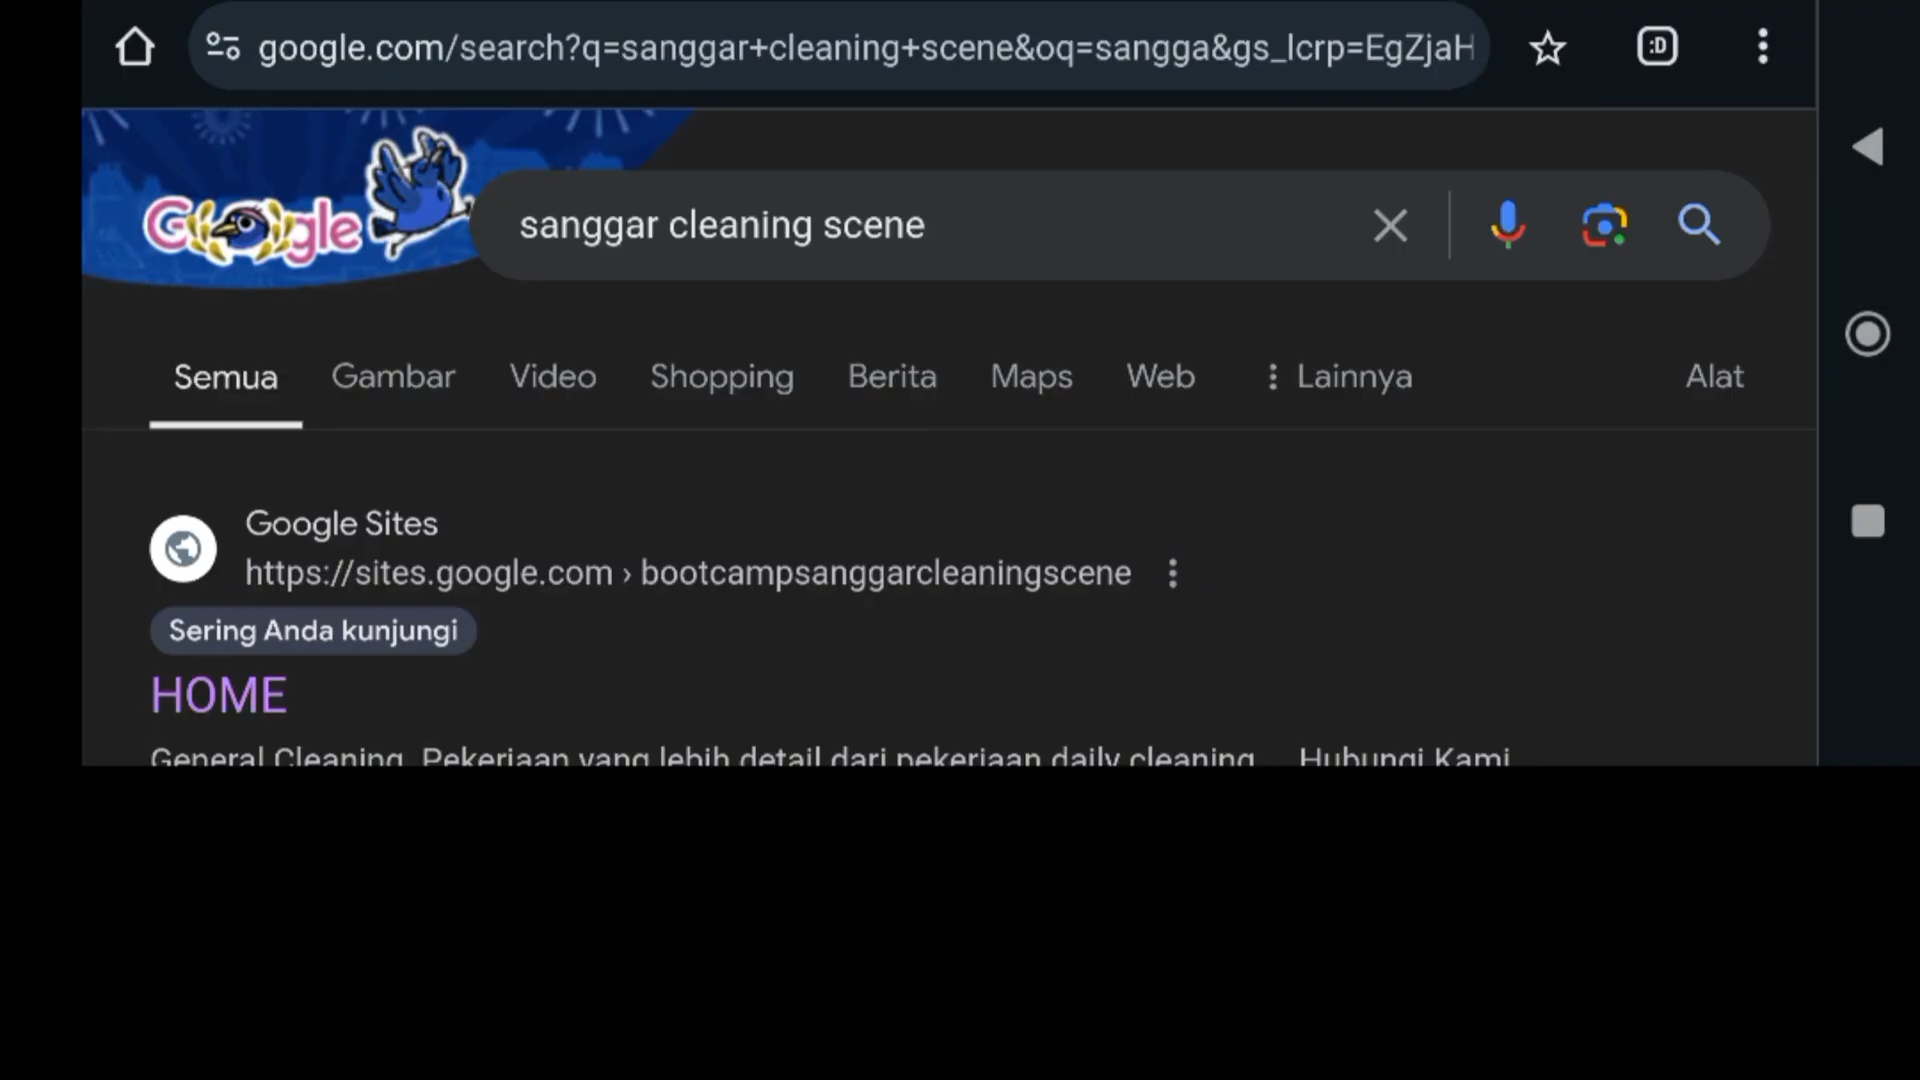 google.com/search?q=sanggar+cleaning+scene&oq=sangga&gs_lcrp=EgZjaH
:D
Google
sanggar cleaning scene
Semua Gambar Video Shopping Berita Maps Web Lainnya Alat
Google Sites
https://sites.google.com › bootcampsanggarcleaningscene
Sering Anda kunjungi
HOME
General Cleaning. Pekerjaan yang lebih detail dari pekerjaan daily cleaning ... Hubungi Kami